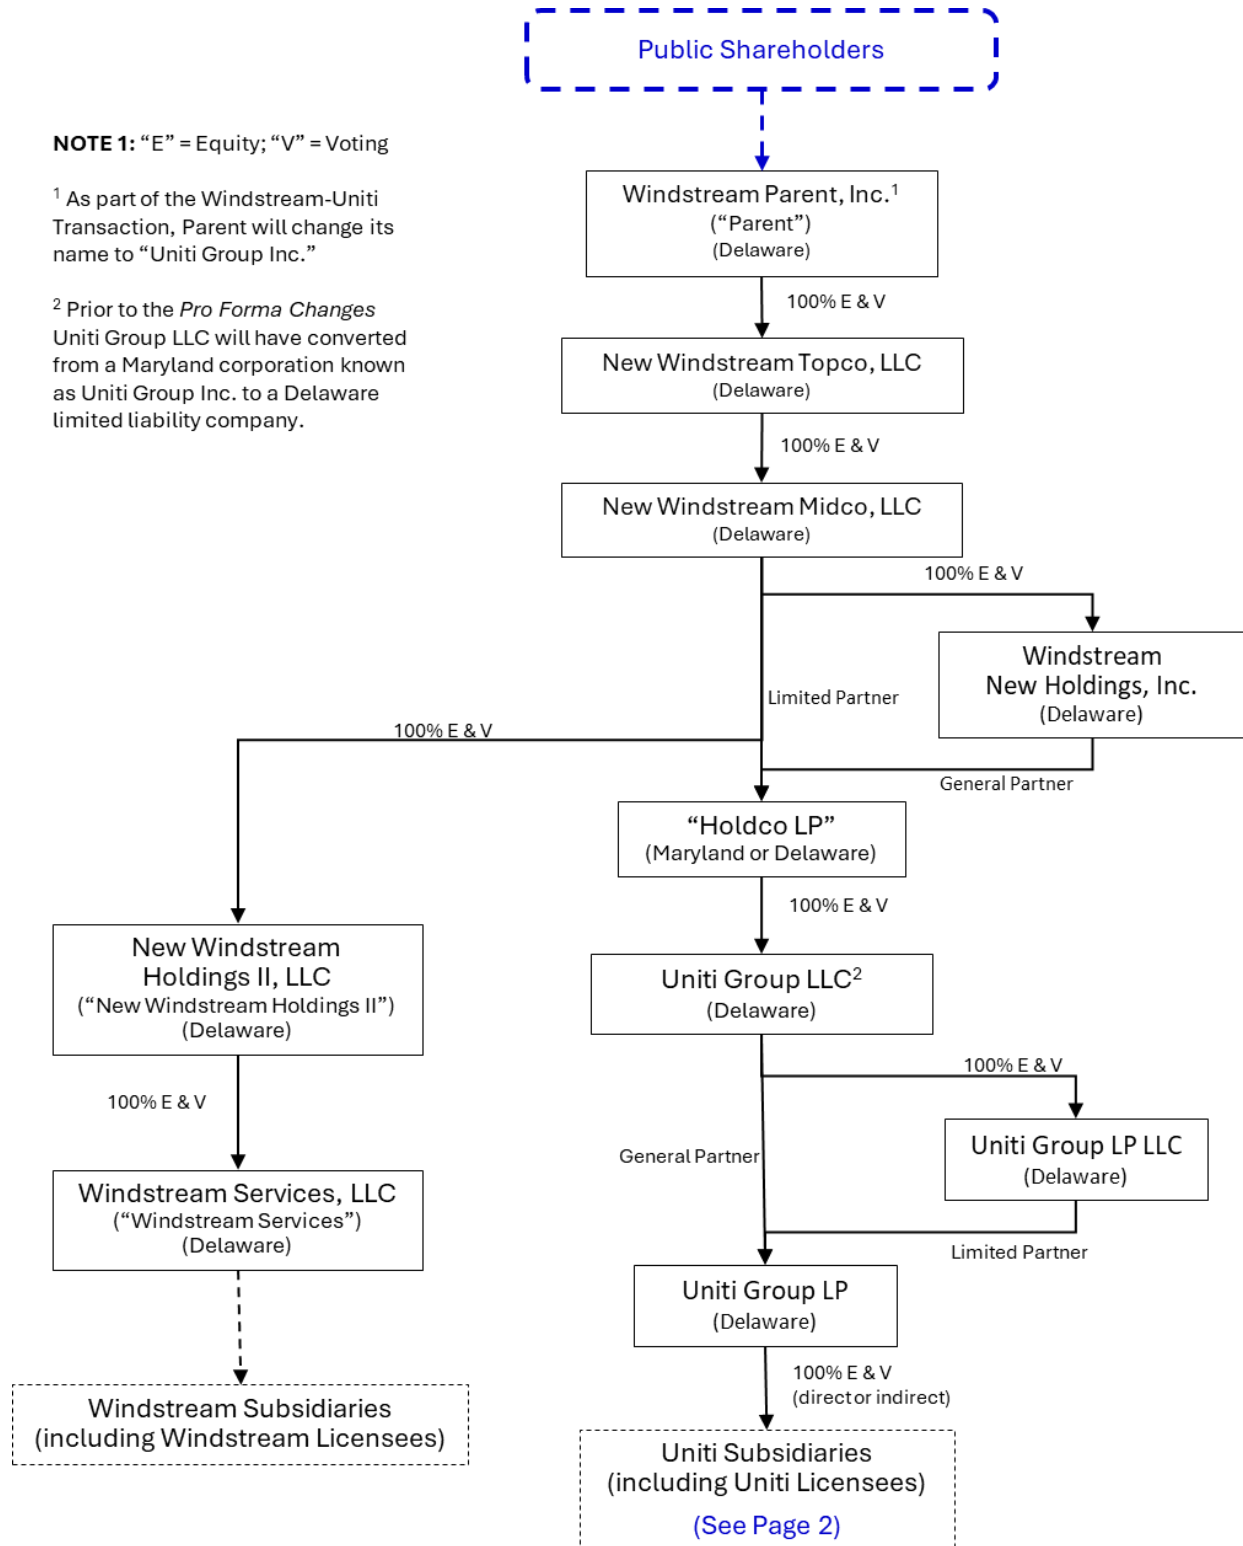 Public Shareholders
NOTE 1: “E” = Equity; “V” = Voting
1 As part of the Windstream-Uniti
Transaction, Parent will change its
name to “Uniti Group Inc.”
2 Prior to the Pro Forma Changes
Uniti Group LLC will have converted
from a Maryland corporation known
as Uniti Group Inc. to a Delaware
limited liability company.
Windstream Parent, Inc.1
(“Parent”)
(Delaware)
100% E & V
New Windstream Topco, LLC
(Delaware)
100% E & V
New Windstream Midco, LLC
(Delaware)
100% E & V
Windstream
New Holdings, Inc.
(Delaware)
Limited Partner
100% E & V
General Partner
“Holdco LP”
(Maryland or Delaware)
100% E & V
New Windstream
Holdings II, LLC
(“New Windstream Holdings II”)
(Delaware)
Uniti Group LLC2
(Delaware)
100% E & V
100% E & V
General Partner
Uniti Group LP LLC
(Delaware)
Windstream Services, LLC
(“Windstream Services”)
(Delaware)
Limited Partner
Uniti Group LP
(Delaware)
100% E & V
(direct or indirect)
Windstream Subsidiaries
(including Windstream Licensees)
Uniti Subsidiaries
(including Uniti Licensees)
(See Page 2)